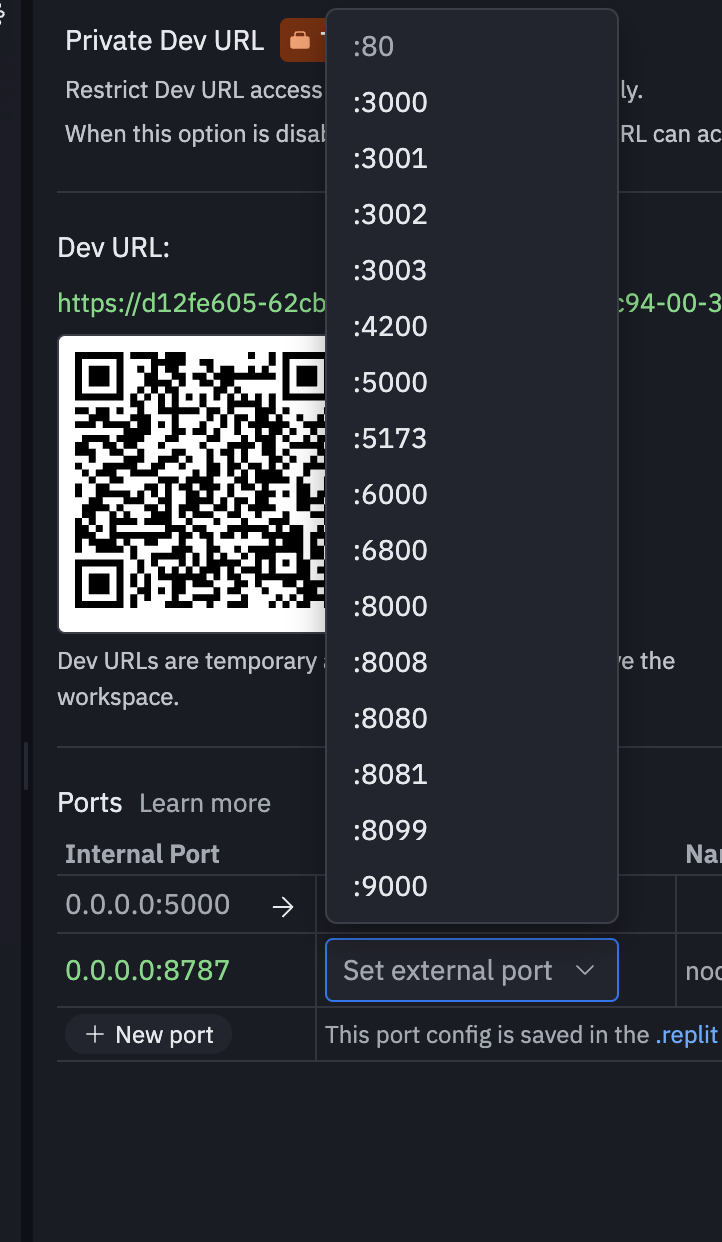 Private Dev URL
Restrict Dev URL access
ly.
When this option is disab
RL can ac
:80
:3000
:3001
:3002
:3003
:4200
:5000
:5173
:6000
:6800
:8000
:8008
:8080
:8081
:8099
:9000
Dev URL:
https://d12fe605-62cb
c94-00-3
Dev URLs are temporary
ve the
workspace.
Ports Learn more
Internal Port
Nar
0.0.0.0:5000 →
0.0.0.0:8787
Set external port
noc
+ New port
This port config is saved in the .replit